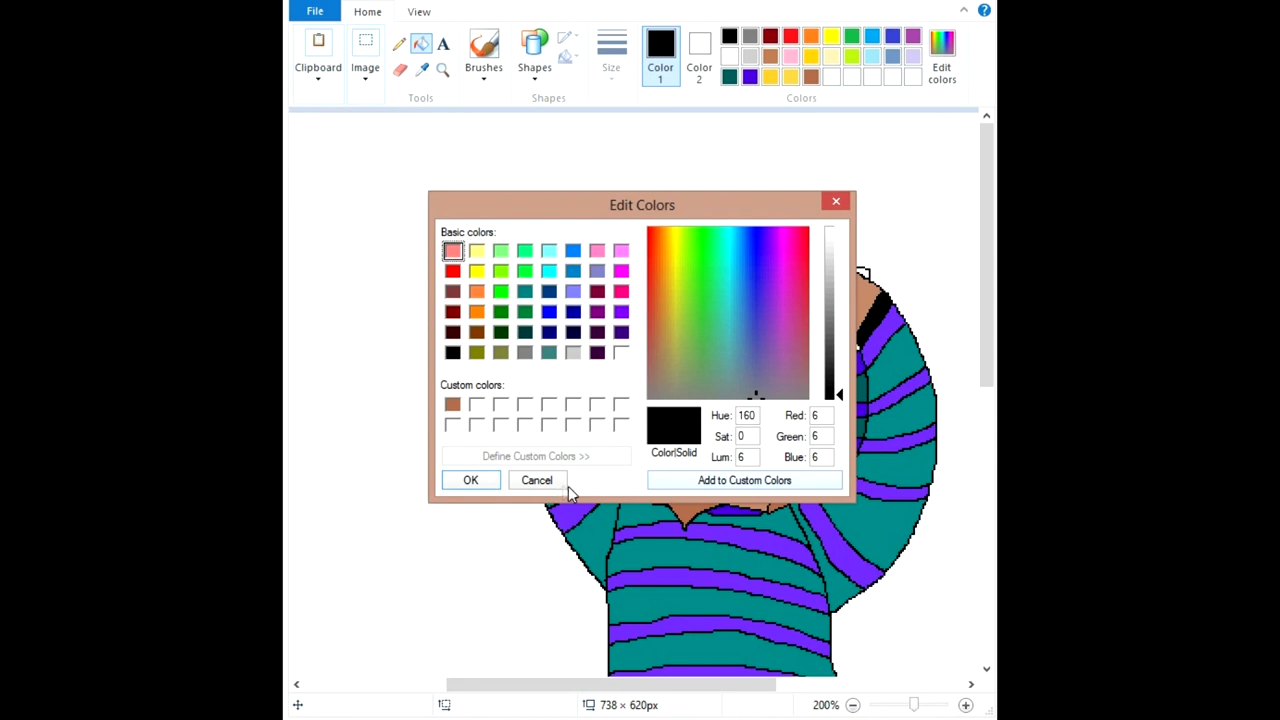 File Home View
Clipboard Image Brushes Shapes Size Color 1 Color 2 Edit colors
Tools Shapes Colors
Edit Colors
Basic colors:
Custom colors:
Hue: 160 Red: 6
Sat: 0 Green: 6
Color|Solid Lum: 6 Blue: 6
Define Custom Colors >>
OK Cancel Add to Custom Colors
738 × 620px 200%